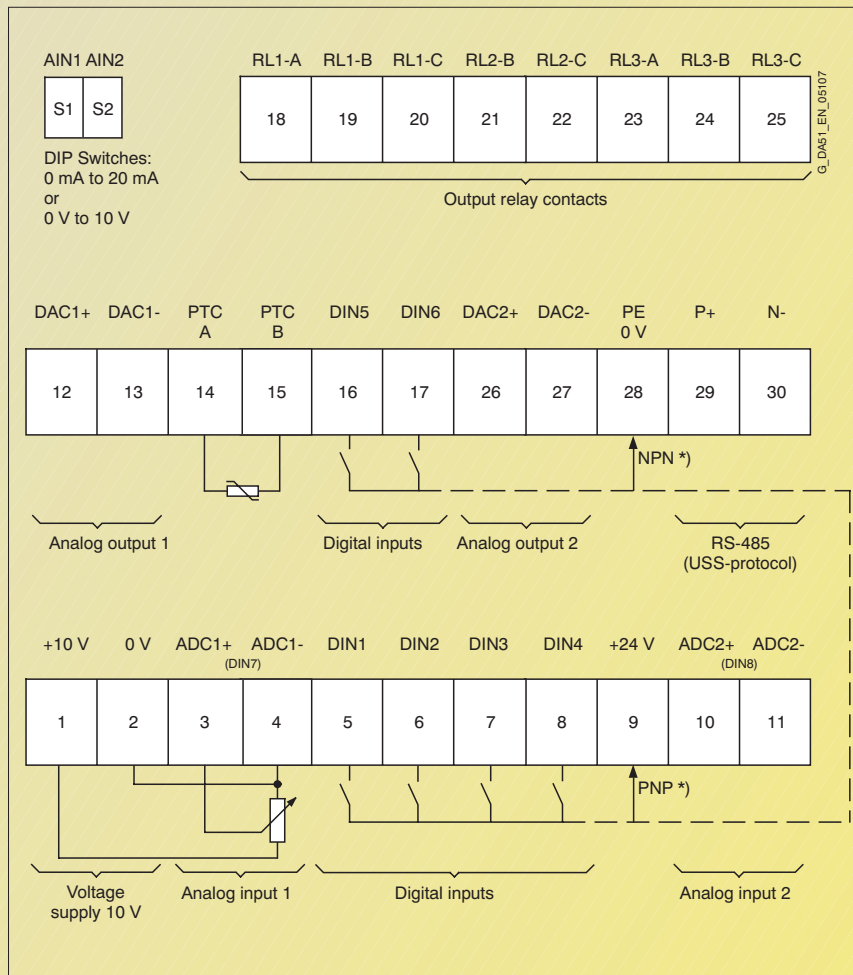 AIN1 AIN2
S1 S2
DIP Switches:
0 mA to 20 mA
or
0 V to 10 V
RL1-A RL1-B RL1-C RL2-B RL2-C RL3-A RL3-B RL3-C
18 19 20 21 22 23 24 25
Output relay contacts
G_DA51_EN_05107
DAC1+ DAC1- PTC PTC DIN5 DIN6 DAC2+ DAC2- PE P+ N-
A B 0 V
12 13 14 15 16 17 26 27 28 29 30
NPN *)
Analog output 1 Digital inputs Analog output 2 RS-485
(USS-protocol)
+10 V 0 V ADC1+ ADC1- DIN1 DIN2 DIN3 DIN4 +24 V ADC2+ ADC2-
(DIN7) (DIN8)
1 2 3 4 5 6 7 8 9 10 11
PNP *)
Voltage Analog input 1 Digital inputs Analog input 2
supply 10 V